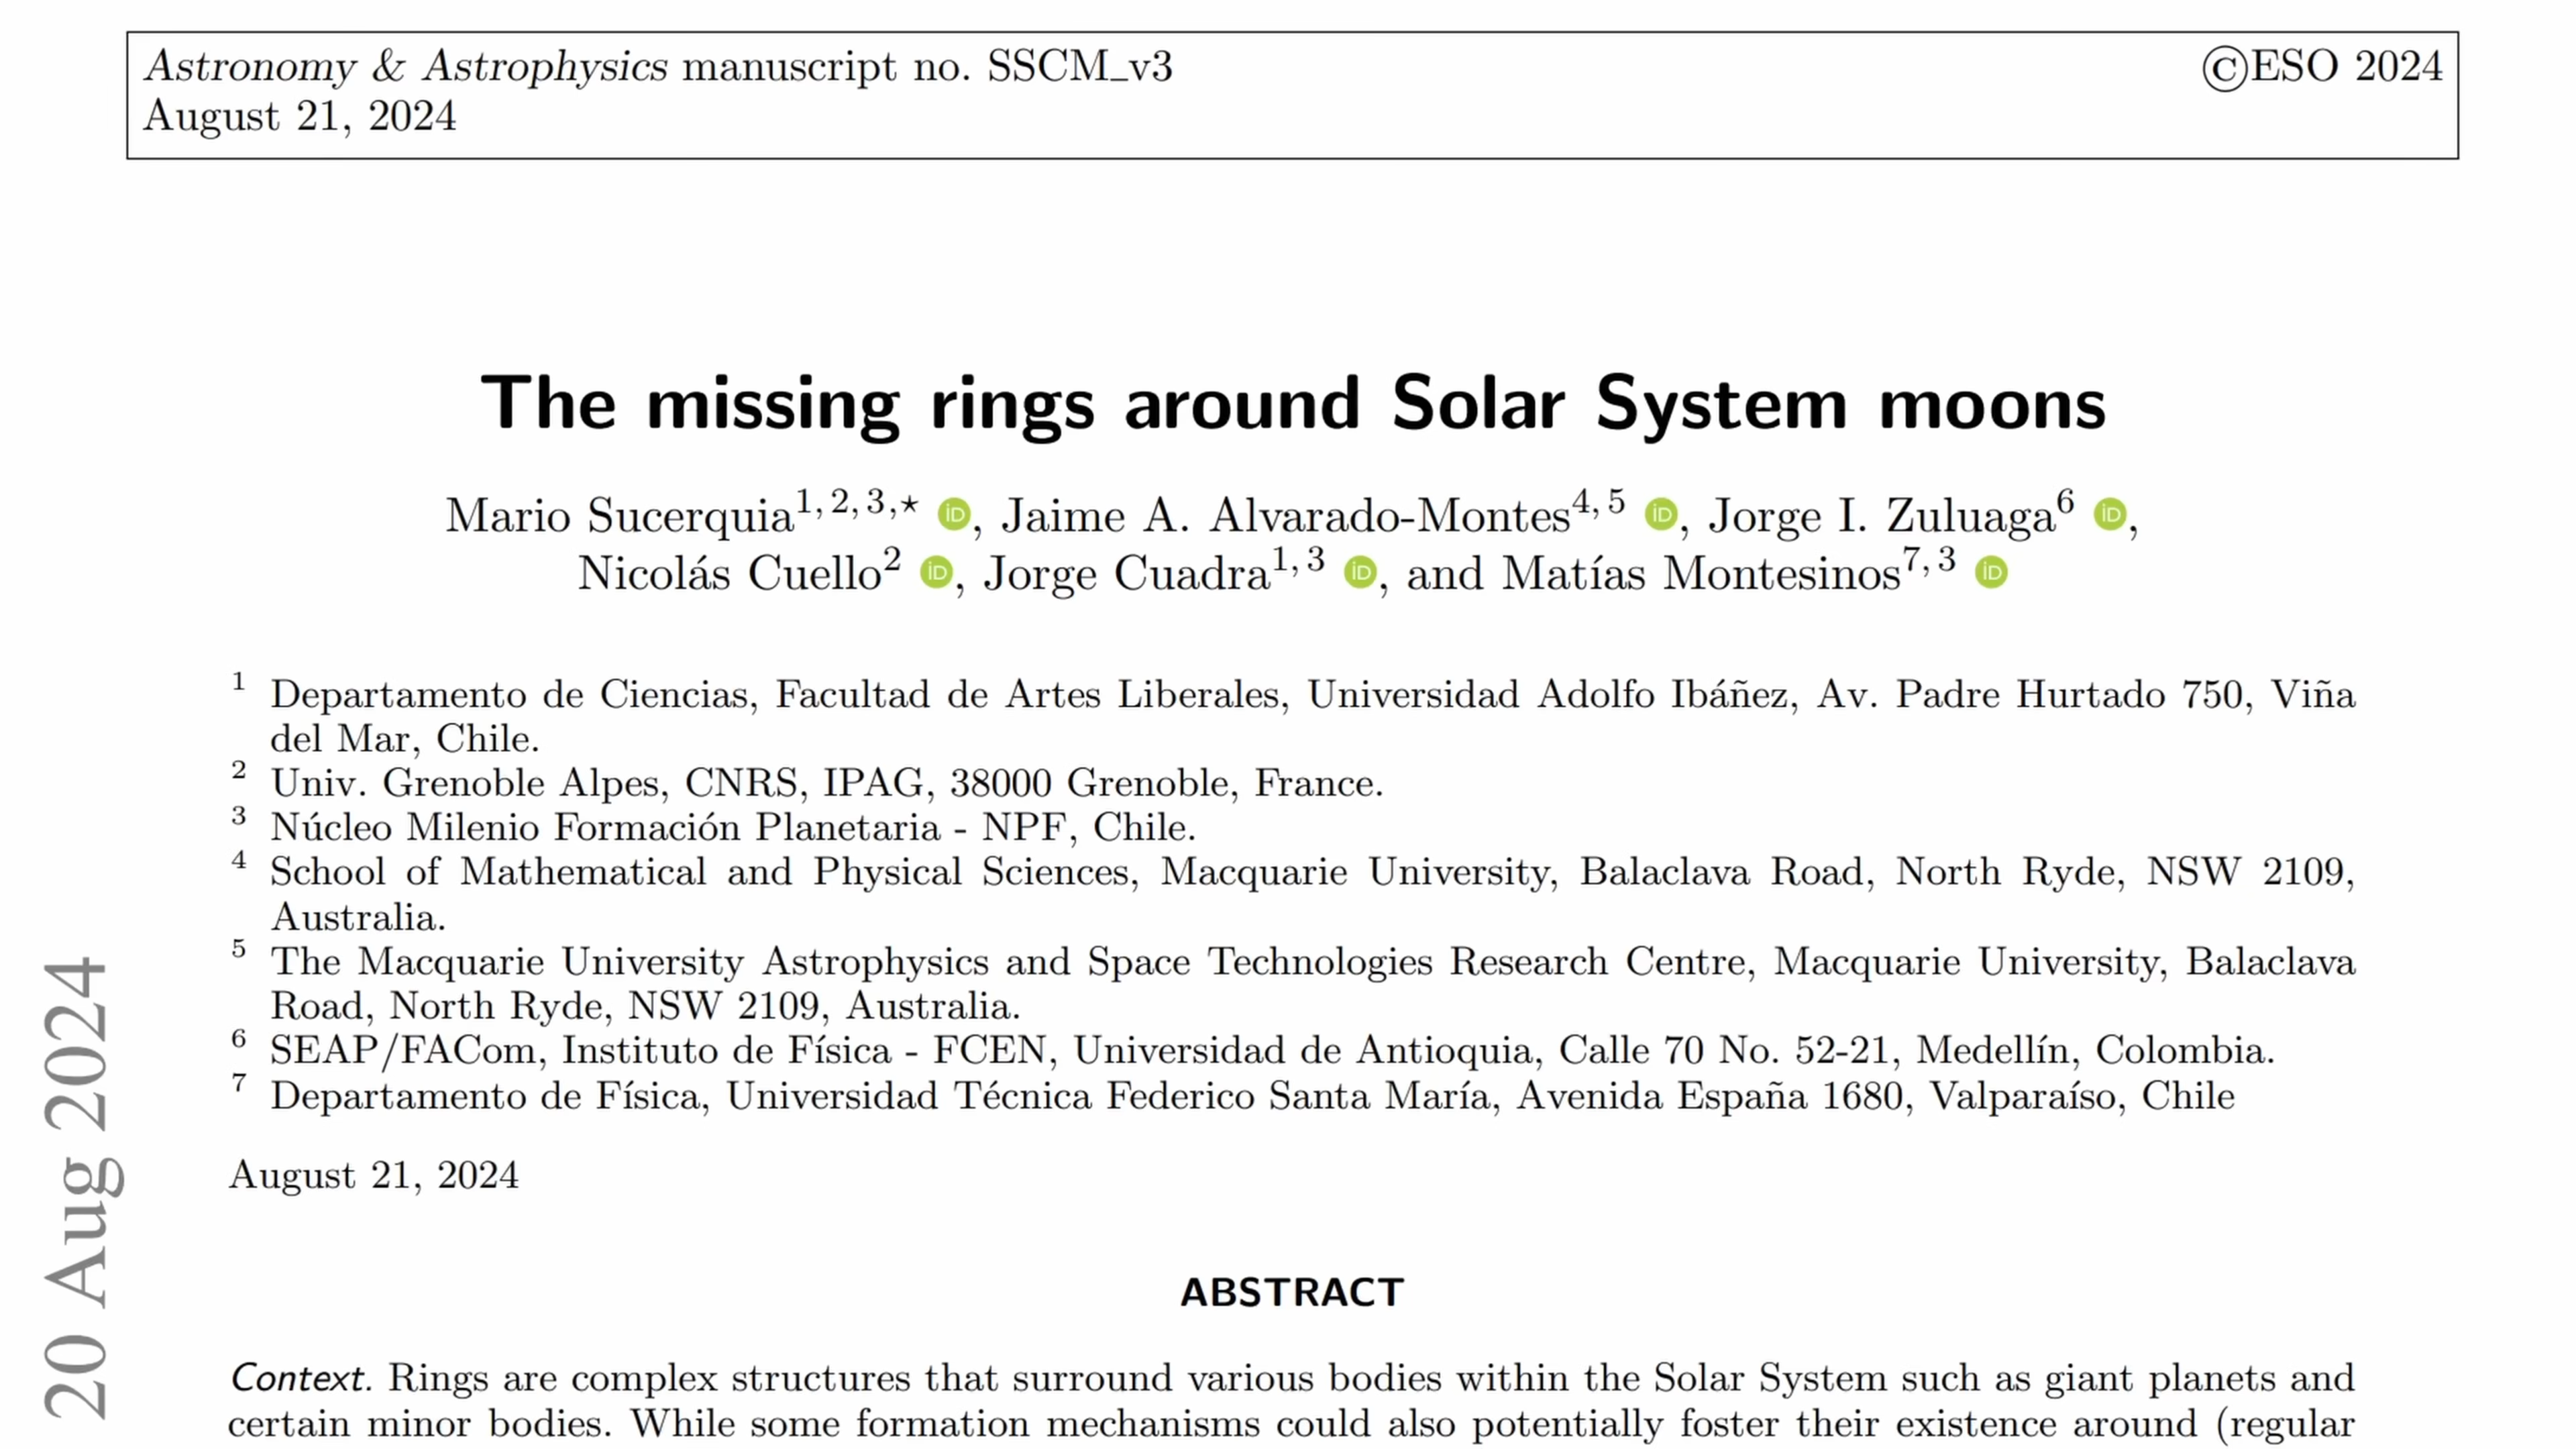 Astronomy & Astrophysics manuscript no. SSCM_v3
©ESO 2024
August 21, 2024
The missing rings around Solar System moons
Mario Sucerquia1, 2, 3,⋆ iD, Jaime A. Alvarado-Montes4, 5 iD, Jorge I. Zuluaga6 iD,
Nicolás Cuello2 iD, Jorge Cuadra1, 3 iD, and Matías Montesinos7, 3 iD
1 Departamento de Ciencias, Facultad de Artes Liberales, Universidad Adolfo Ibáñez, Av. Padre Hurtado 750, Viña
del Mar, Chile.
2 Univ. Grenoble Alpes, CNRS, IPAG, 38000 Grenoble, France.
3 Núcleo Milenio Formación Planetaria - NPF, Chile.
4 School of Mathematical and Physical Sciences, Macquarie University, Balaclava Road, North Ryde, NSW 2109,
Australia.
5 The Macquarie University Astrophysics and Space Technologies Research Centre, Macquarie University, Balaclava
Road, North Ryde, NSW 2109, Australia.
6 SEAP/FACom, Instituto de Física - FCEN, Universidad de Antioquia, Calle 70 No. 52-21, Medellín, Colombia.
7 Departamento de Física, Universidad Técnica Federico Santa María, Avenida España 1680, Valparaíso, Chile
August 21, 2024
ABSTRACT
Context. Rings are complex structures that surround various bodies within the Solar System such as giant planets and
certain minor bodies. While some formation mechanisms could also potentially foster their existence around (regular
20 Aug 2024